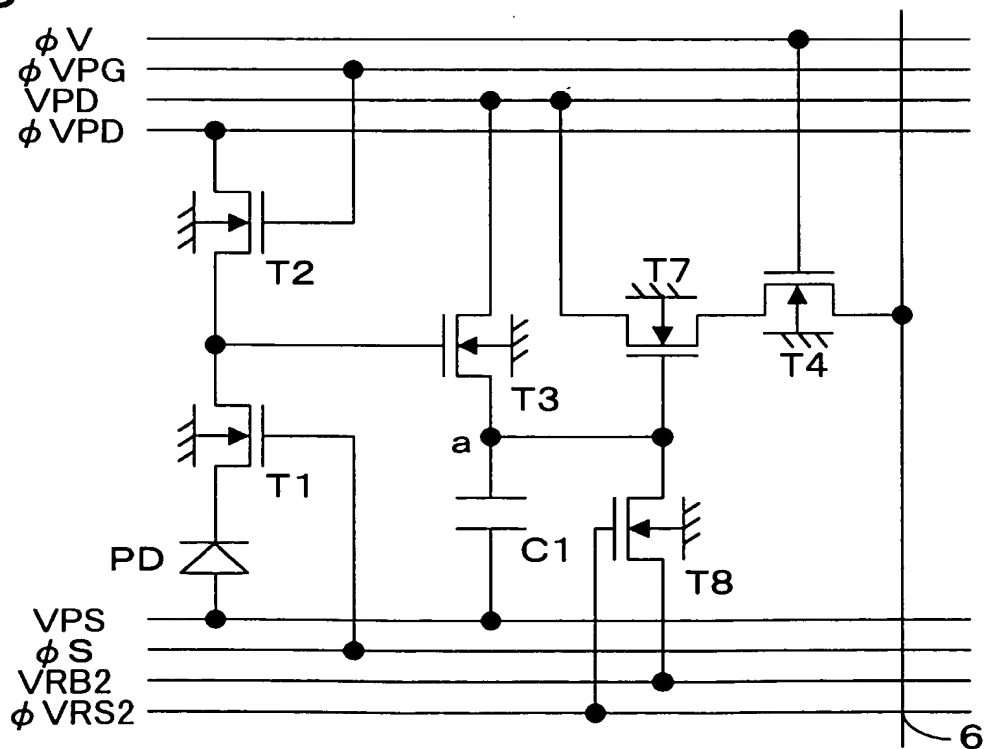 φV
φVPG
VPD
φVPD
T2
T7
T4
T3
a
T1
C1
PD
T8
VPS
φS
VRB2
φVRS2
6